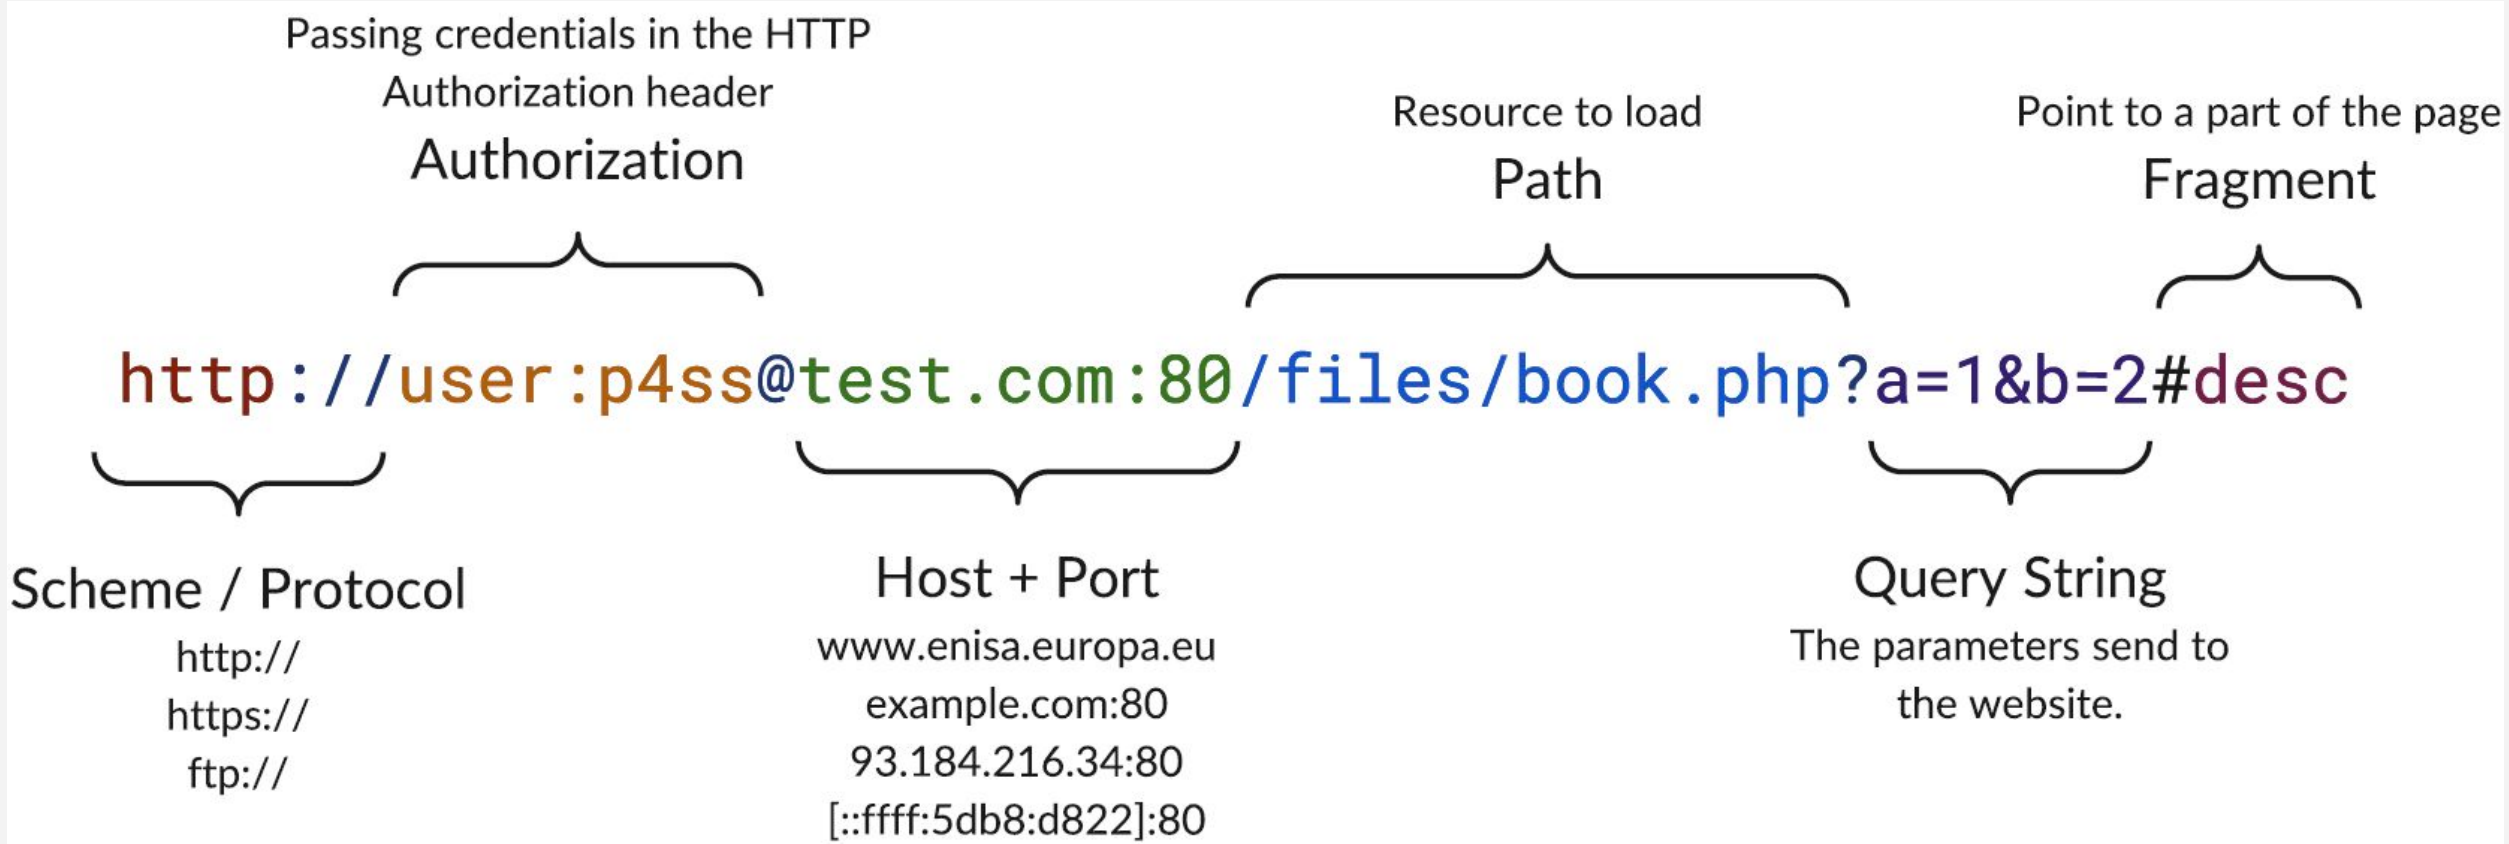 Passing credentials in the HTTP
Authorization header
Authorization
Resource to load
Path
Point to a part of the page
Fragment
http://user:p4ss@test.com:80/files/book.php?a=1&b=2#desc
Scheme / Protocol
http://
https://
ftp://
Host + Port
www.enisa.europa.eu
example.com:80
93.184.216.34:80
[::ffff:5db8:d822]:80
Query String
The parameters send to
the website.